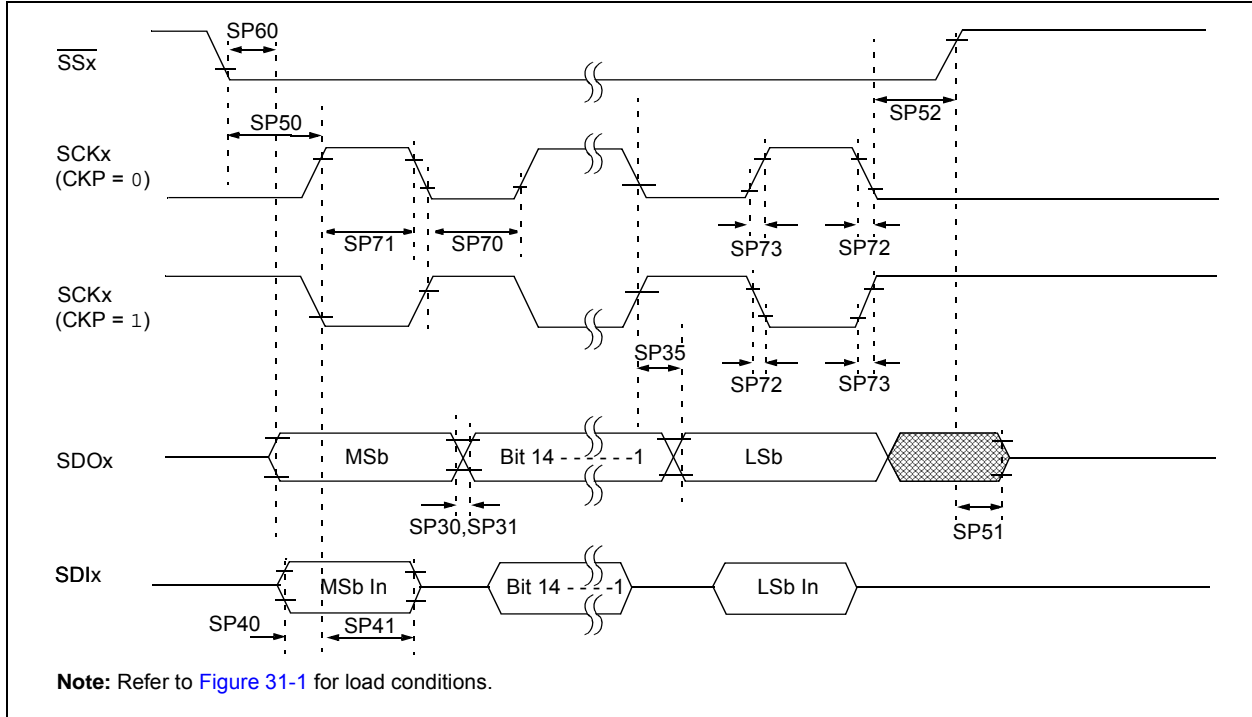 SP60
SSx
SP52
SP50
SCKx
(CKP = 0)
SP71
SP70
SP73
SP72
SCKx
(CKP = 1)
SP35
SP72
SP73
SDOx
MSb
Bit 14 - - - - - -1
LSb
SP30,SP31
SP51
SDIx
MSb In
Bit 14 - - - -1
LSb In
SP40
SP41
Note: Refer to Figure 31-1 for load conditions.